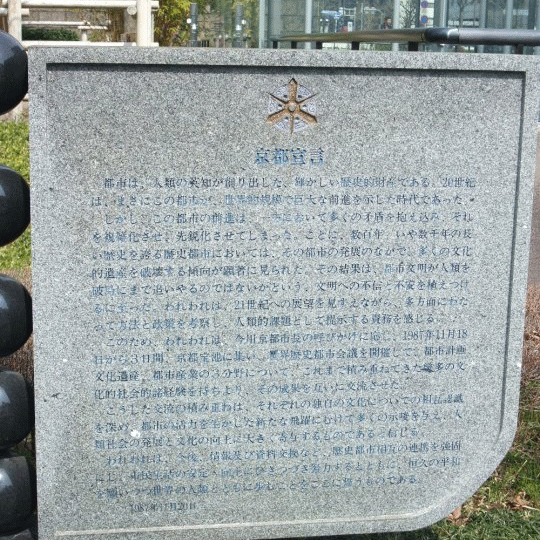 京都宣言
都市は、人類の英知が創り出した、輝かしい歴史的財産である。20世紀
は、まさにこの都市が、世界的規模で巨大な前進を示した時代であった。
しかし、この都市の前進は、一方において多くの矛盾を抱え込み、それ
を複雑化させ、先鋭化させてしまった。ことに、数百年、いや数千年の長
い歴史を誇る歴史都市においては、その都市の発展のなかで、多くの文化
的遺産を破壊する傾向が顕著に見られた。その結果は、都市文明が人類を
破局にまで追いやるのではないかという、文明への不信と不安を植えつけ
るに至った。われわれは、21世紀への展望を見すえながら、多方面にわた
って方法と政策を考察し、人類的課題として提示する責務を感じる。
このため、われわれは、今川京都市長の呼びかけに応じ、1987年11月18
日から3日間、京都宝池に集い、世界歴史都市会議を開催して、都市計画
文化遺産、都市産業の3分野について、これまで積み重ねてきた幾多の文
化的社会的諸経験を持ちより、その成果を互いに交流させた。
こうした交流の積み重ねは、それぞれの独自の文化についての相互認識
を深め、都市の活力を生かした新たな飛躍に向けて多くの示唆を与え、人
類社会の発展と文化の向上に大きく寄与するものであると信じる。
われわれは、今後、情報及び資料交換など、歴史都市相互の連携を強固
にし、市民生活の安定と向上にひきつづき努力するとともに、恒久の平和
を願いつつ世界の人類とともに歩むことをここに誓うものである。
1987年11月20日